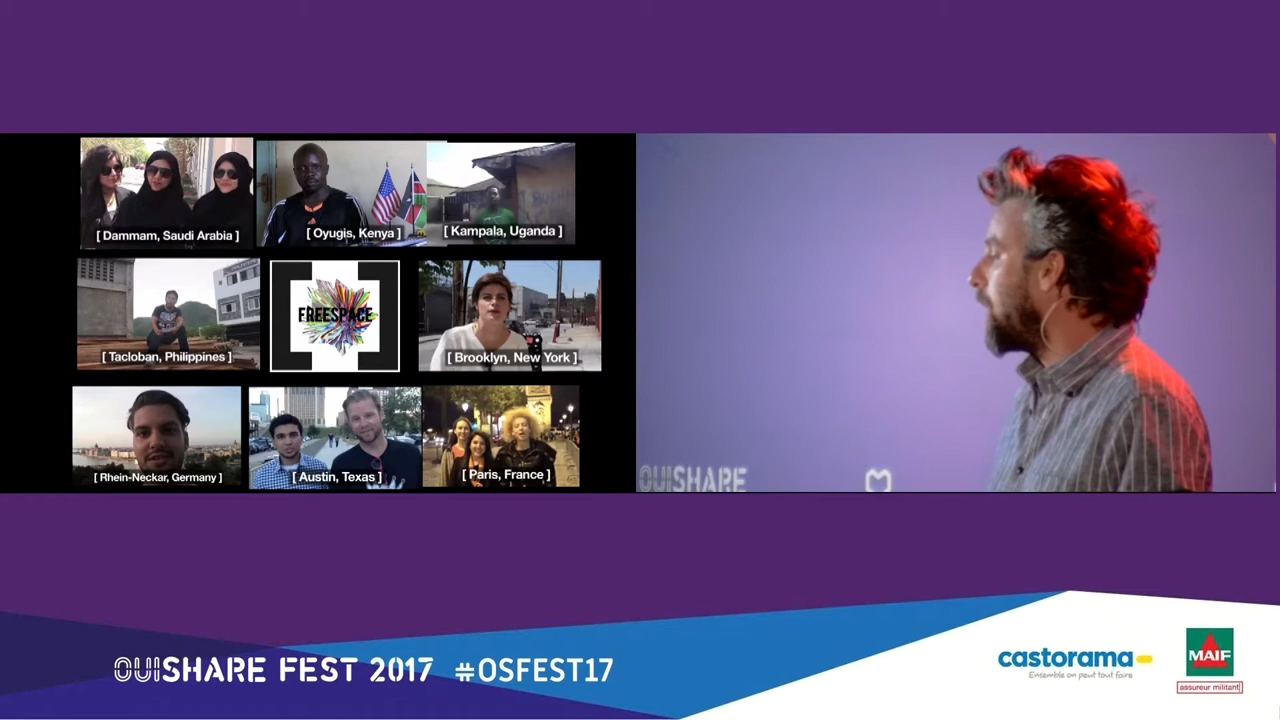 [ Dammam, Saudi Arabia ]
[ Oyugis, Kenya ]
[ Kampala, Uganda ]
[ Tacloban, Philippines ]
FREESPACE
[ Brooklyn, New York ]
[ Rhein-Neckar, Germany ]
[ Austin, Texas ]
[ Paris, France ]
OUISHARE
OUISHARE FEST 2017 #OSFEST17
castorama
Ensemble on peut tout faire
MAIF
assureur militant